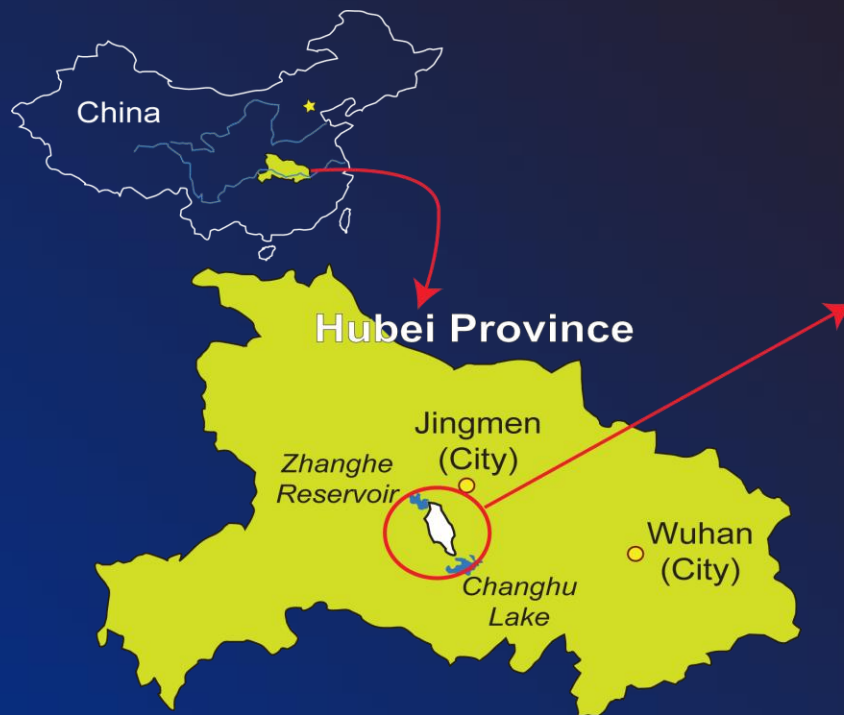 China
Hubei Province
Jingmen
(City)
Zhanghe
Reservoir
Wuhan
(City)
Changhu
Lake